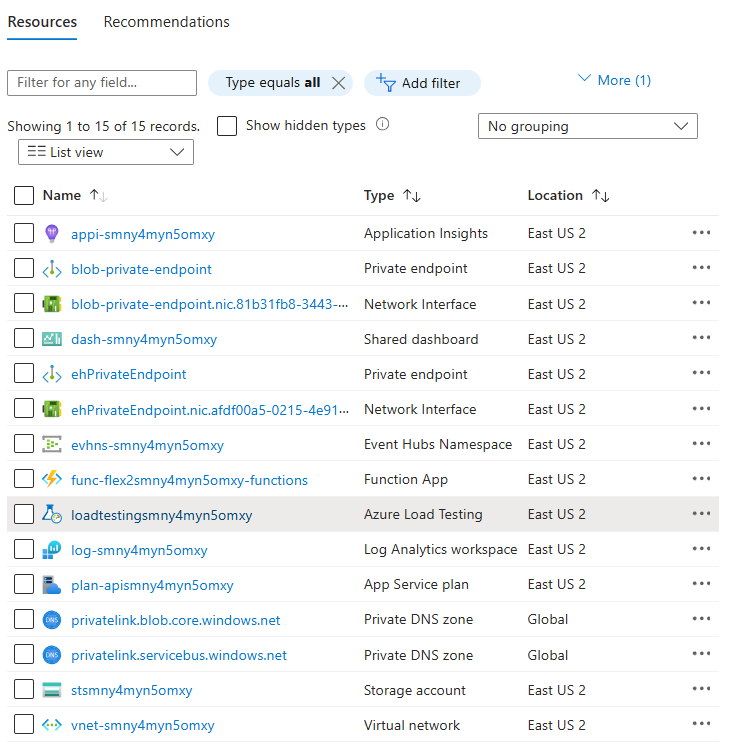 Resources Recommendations
Filter for any field... Type equals all Add filter More (1)
Showing 1 to 15 of 15 records. Show hidden types No grouping
List view
Name Type Location
appi-smny4myn5omxy Application Insights East US 2
blob-private-endpoint Private endpoint East US 2
blob-private-endpoint.nic.81b31fb8-3443-... Network Interface East US 2
dash-smny4myn5omxy Shared dashboard East US 2
ehPrivateEndpoint Private endpoint East US 2
ehPrivateEndpoint.nic.afdf00a5-0215-4e91... Network Interface East US 2
evhns-smny4myn5omxy Event Hubs Namespace East US 2
func-flex2smny4myn5omxy-functions Function App East US 2
loadtestingsmny4myn5omxy Azure Load Testing East US 2
log-smny4myn5omxy Log Analytics workspace East US 2
plan-apismny4myn5omxy App Service plan East US 2
DNS privatelink.blob.core.windows.net Private DNS zone Global
DNS privatelink.servicebus.windows.net Private DNS zone Global
stsmny4myn5omxy Storage account East US 2
vnet-smny4myn5omxy Virtual network East US 2